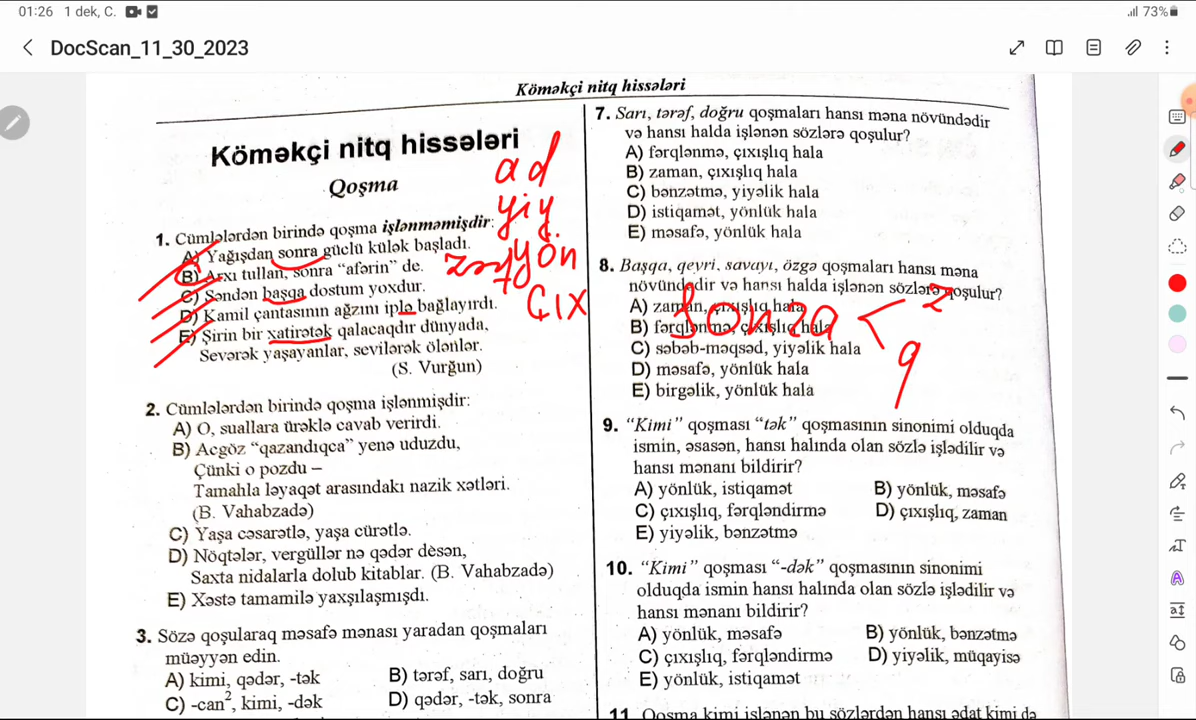 01:26 1 dek, C.
73%
DocScan_11_30_2023
Köməkçi nitq hissələri
Köməkçi nitq hissələri
Qoşma
ad
yiy
yön
zərf
çıx
1. Cümlələrdən birində qoşma işlənməmişdir:
A) Yağışdan sonra güclü külək başladı.
B) Arxı tullan, sonra “afərin” de.
C) Səndən başqa dostum yoxdur.
D) Kamil çantasının ağzını iplə bağlayırdı.
E) Şirin bir xatirətək qalacaqdır dünyada,
Sevərək yaşayanlar, sevilərək ölənlər.
(S. Vurğun)
2. Cümlələrdən birində qoşma işlənmişdir:
A) O, suallara ürəklə cavab verirdi.
B) Acgöz “qazandıqca” yenə uduzdu,
Çünki o pozdu –
Tamahla ləyaqət arasındakı nazik xətləri.
(B. Vahabzadə)
C) Yaşa cəsarətlə, yaşa cürətlə.
D) Nöqtələr, vergüllər nə qədər desən,
Saxta nidalarla dolub kitablar. (B. Vahabzadə)
E) Xəstə tamamilə yaxşılaşmışdı.
3. Sözə qoşularaq məsafə mənası yaradan qoşmaları
müəyyən edin.
A) kimi, qədər, -tək B) tərəf, sarı, doğru
C) -can², kimi, -dək D) qədər, -tək, sonra
7. Sarı, tərəf, doğru qoşmaları hansı məna növündədir
və hansı halda işlənən sözlərə qoşulur?
A) fərqlənmə, çıxışlıq hala
B) zaman, çıxışlıq hala
C) bənzətmə, yiyəlik hala
D) istiqamət, yönlük hala
E) məsafə, yönlük hala
8. Başqa, qeyri, savayı, özgə qoşmaları hansı məna
növündədir və hansı halda işlənən sözlərə qoşulur?
A) zaman, çıxışlıq hala
B) fərqlənmə, çıxışlıq hala
C) səbəb-məqsəd, yiyəlik hala
D) məsafə, yönlük hala
E) birgəlik, yönlük hala
Sonra
z
q
9. “Kimi” qoşması “tək” qoşmasının sinonimi olduqda
ismin, əsasən, hansı halında olan sözlə işlədilir və
hansı mənanı bildirir?
A) yönlük, istiqamət B) yönlük, məsafə
C) çıxışlıq, fərqləndirmə D) çıxışlıq, zaman
E) yiyəlik, bənzətmə
10. “Kimi” qoşması “-dək” qoşmasının sinonimi
olduqda ismin hansı halında olan sözlə işlədilir və
hansı mənanı bildirir?
A) yönlük, məsafə B) yönlük, bənzətmə
C) çıxışlıq, fərqləndirmə D) yiyəlik, müqayisə
E) yönlük, istiqamət
11. Qoşma kimi işlənən bu sözlərdən hansı ədat kimi də